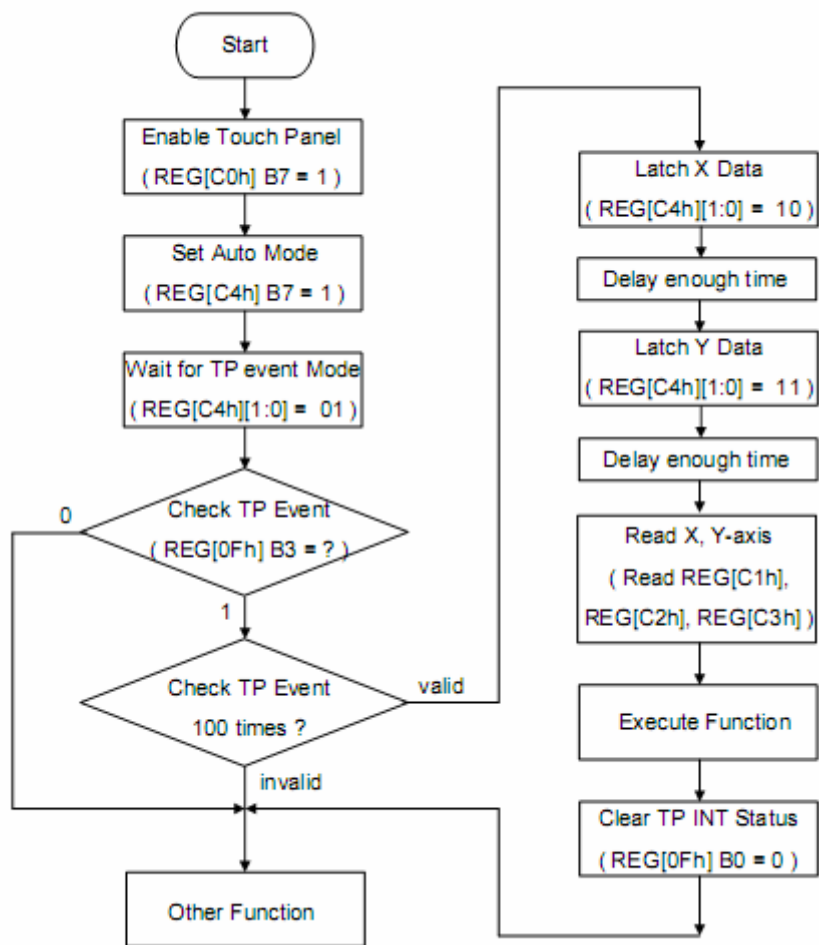 Start
Enable Touch Panel
( REG[C0h] B7 = 1 )
Set Auto Mode
( REG[C4h] B7 = 1 )
Wait for TP event Mode
( REG[C4h][1:0] = 01)
Check TP Event
( REG[0Fh] B3 = ? )
0
1
Check TP Event
100 times ?
valid
invalid
Other Function
Latch X Data
( REG[C4h][1:0] = 10 )
Delay enough time
Latch Y Data
( REG[C4h][1:0] = 11 )
Delay enough time
Read X, Y-axis
( Read REG[C1h],
REG[C2h], REG[C3h] )
Execute Function
Clear TP INT Status
( REG[0Fh] B0 = 0 )